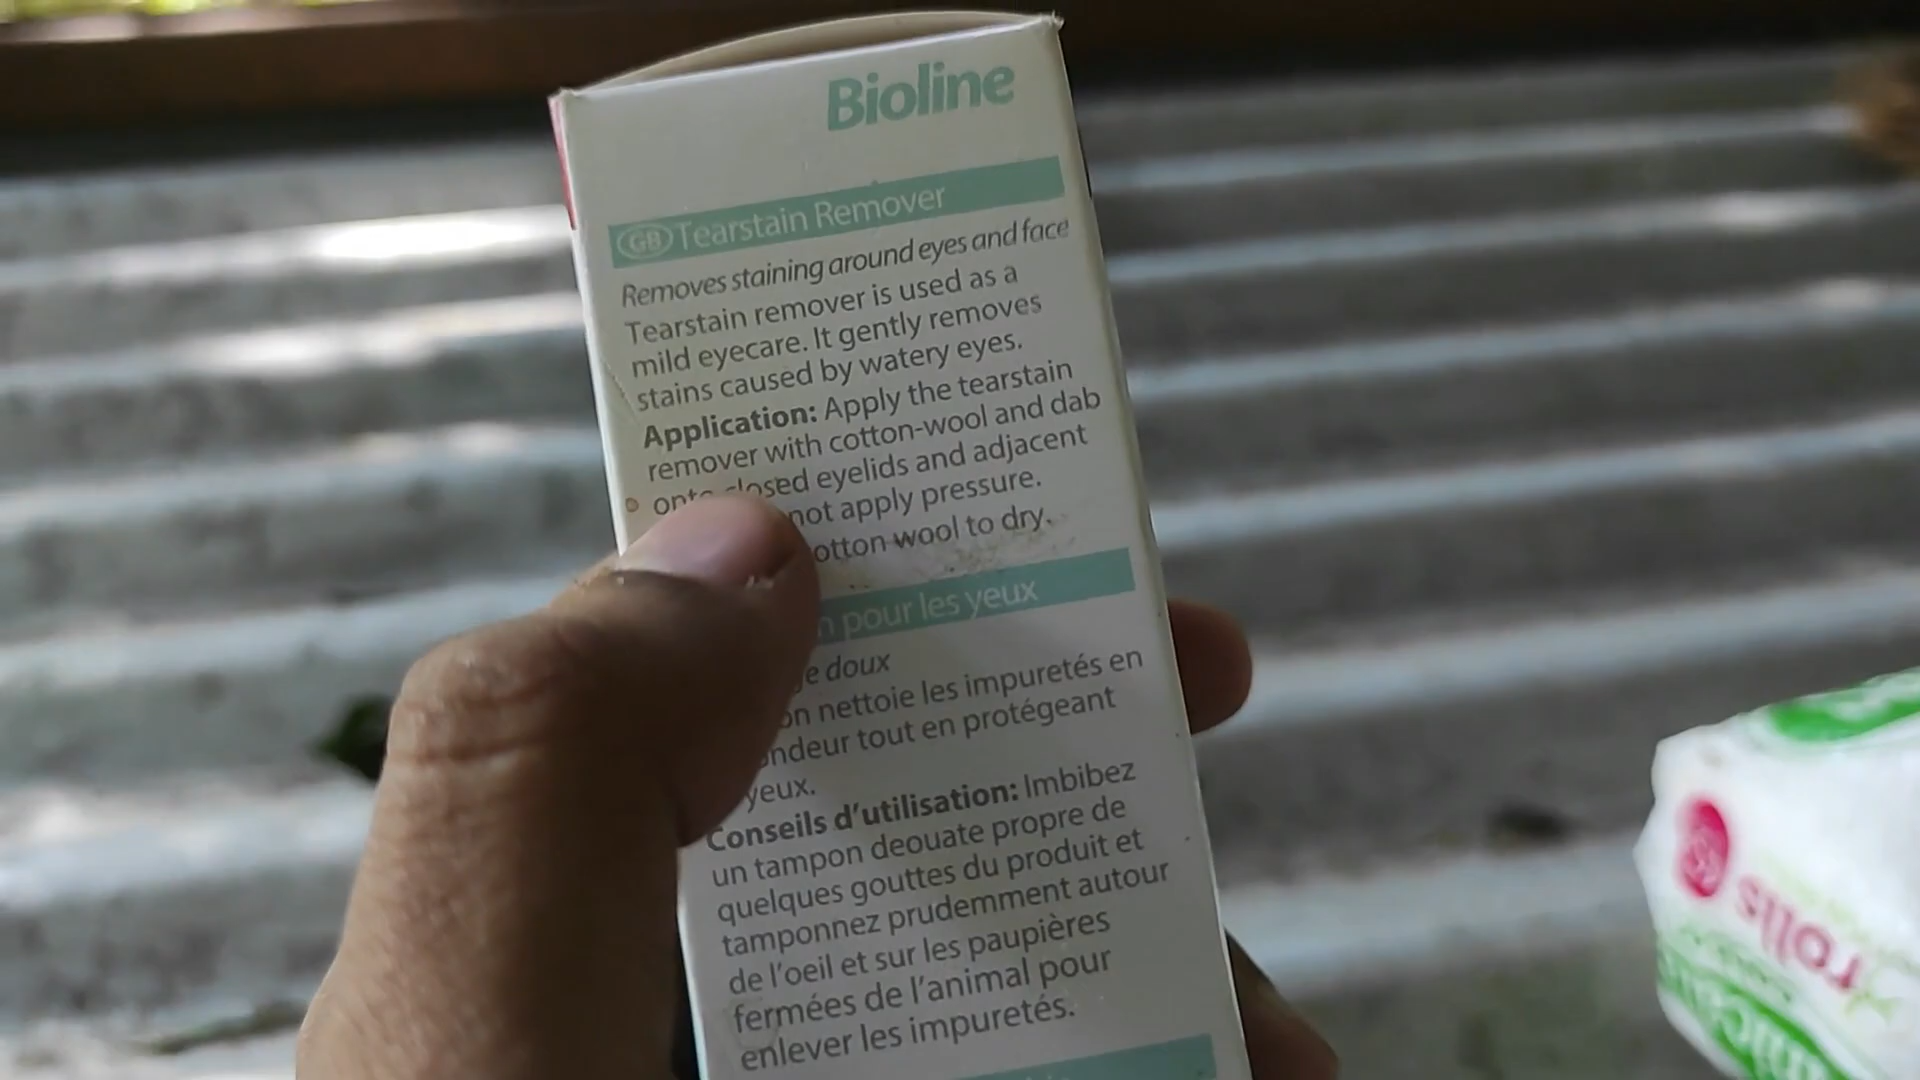 Bioline
GB Tearstain Remover
Removes staining around eyes and face
Tearstain remover is used as a
mild eyecare. It gently removes
stains caused by watery eyes.
Application: Apply the tearstain
remover with cotton-wool and dab
onto closed eyelids and adjacent
not apply pressure.
wool to dry.
pour les yeux
doux
nettoie les impuretés en
tout en protégeant
yeux.
Conseils d'utilisation: Imbibez
un tampon deouate propre de
quelques gouttes du produit et
tamponnez prudemment autour
de l'oeil et sur les paupières
fermées de l'animal pour
enlever les impuretés.
rolls